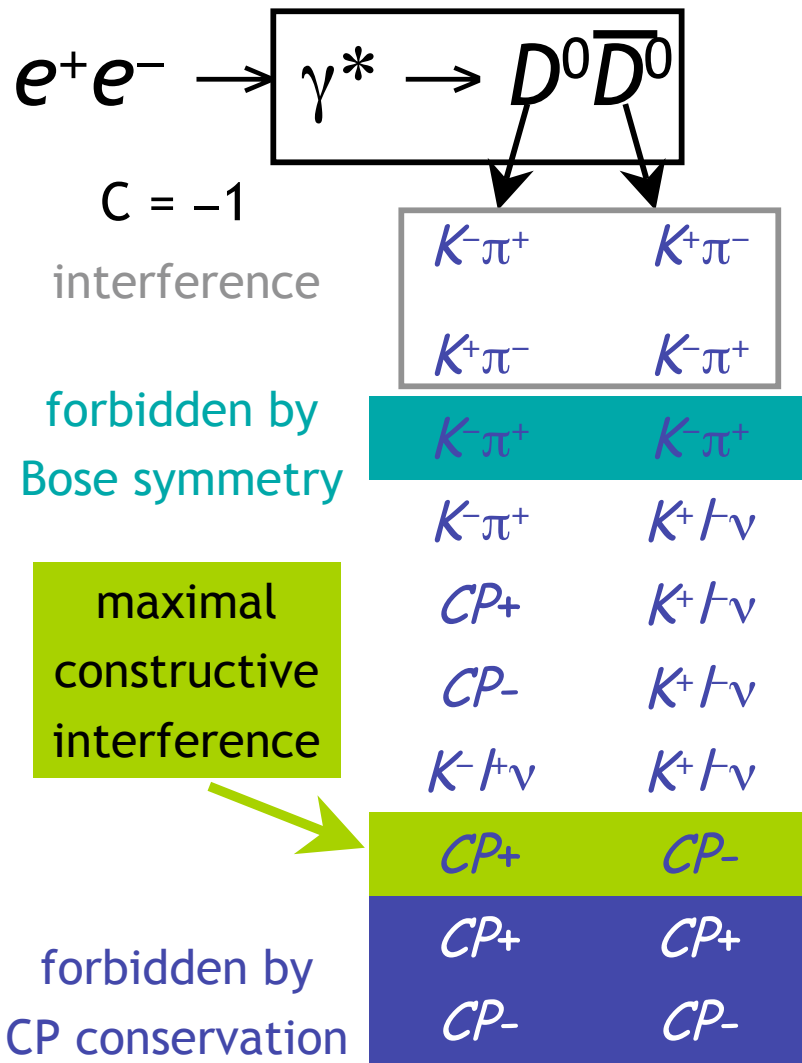 e⁺e⁻ → γ* → D⁰D̅⁰
C = –1
K⁻π⁺ K⁺π⁻
interference
K⁺π⁻ K⁻π⁺
forbidden by
Bose symmetry
K⁻π⁺ K⁻π⁺
K⁻π⁺ K⁺l⁻ν
maximal
constructive
interference
CP+ K⁺l⁻ν
CP- K⁺l⁻ν
K⁻l⁺ν K⁺l⁻ν
CP+ CP-
forbidden by
CP conservation
CP+ CP+
CP- CP-